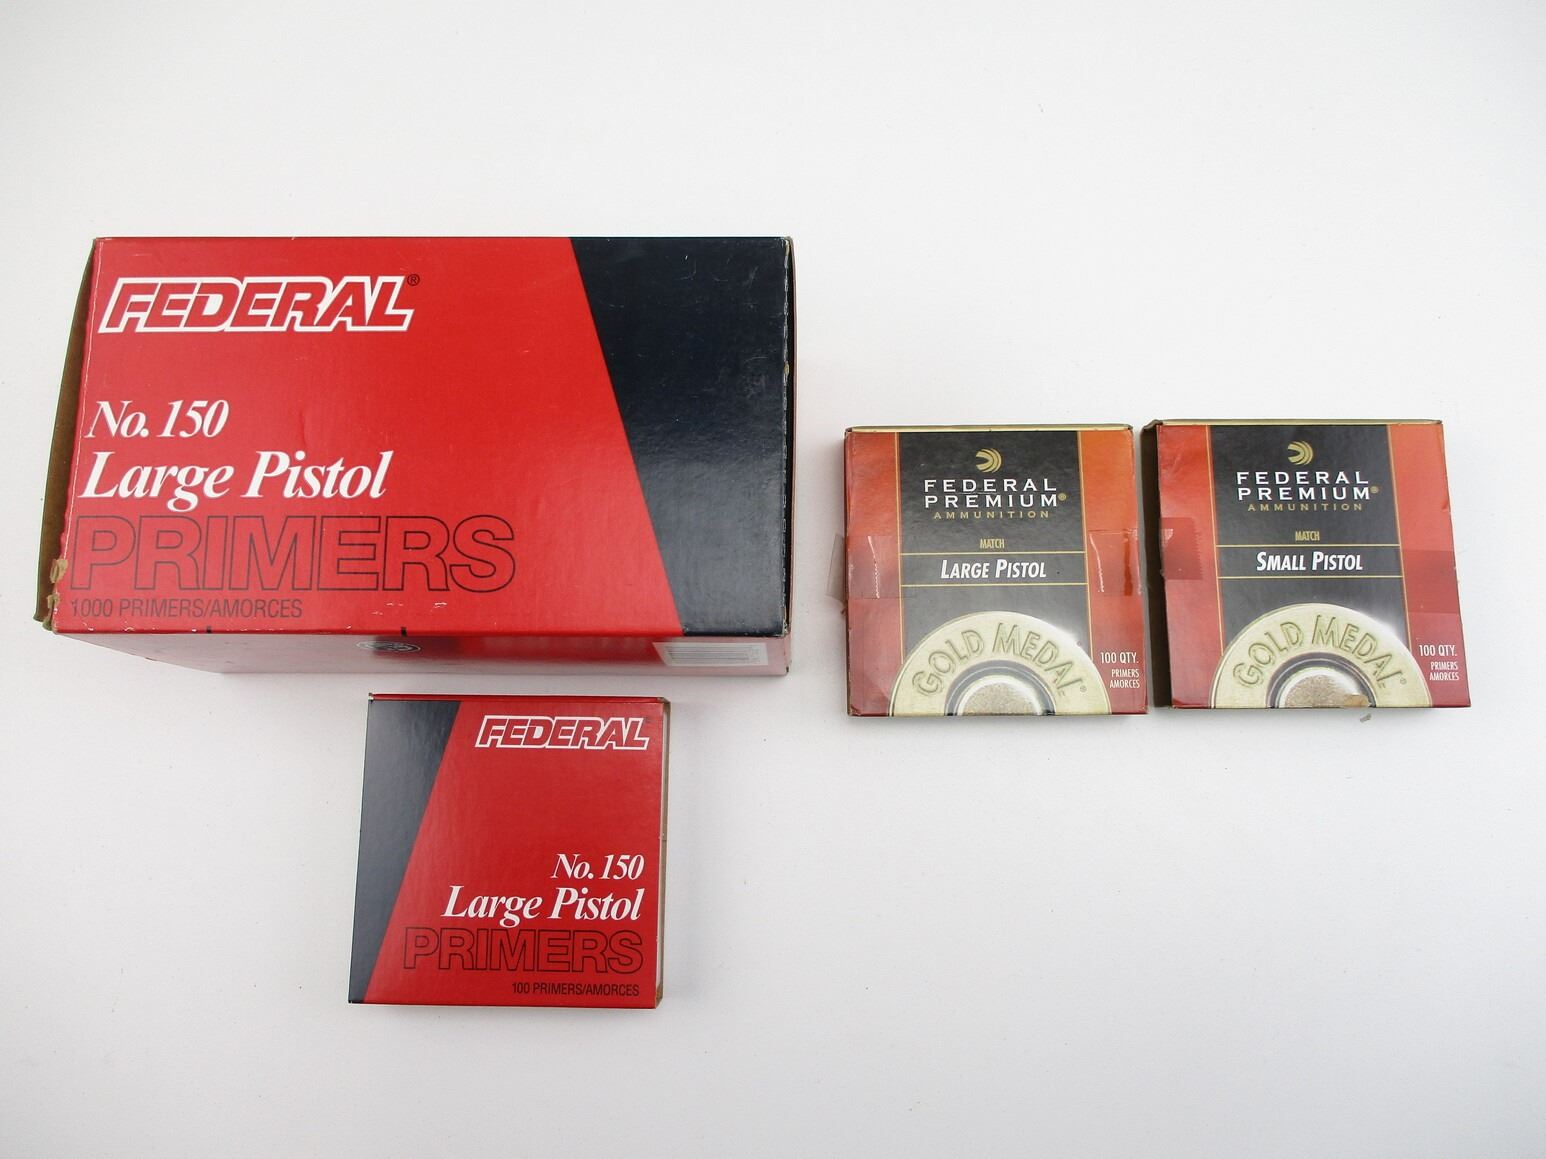 FEDERAL®
No. 150
Large Pistol
PRIMERS
1000 PRIMERS/AMORCES
FEDERAL
No. 150
Large Pistol
PRIMERS
100 PRIMERS/AMORCES
FEDERAL
PREMIUM®
AMMUNITION
MATCH
LARGE PISTOL
GOLD MEDAL®
100 QTY.
PRIMERS
AMORCES
FEDERAL
PREMIUM®
AMMUNITION
MATCH
SMALL PISTOL
GOLD MEDAL®
100 QTY.
PRIMERS
AMORCES